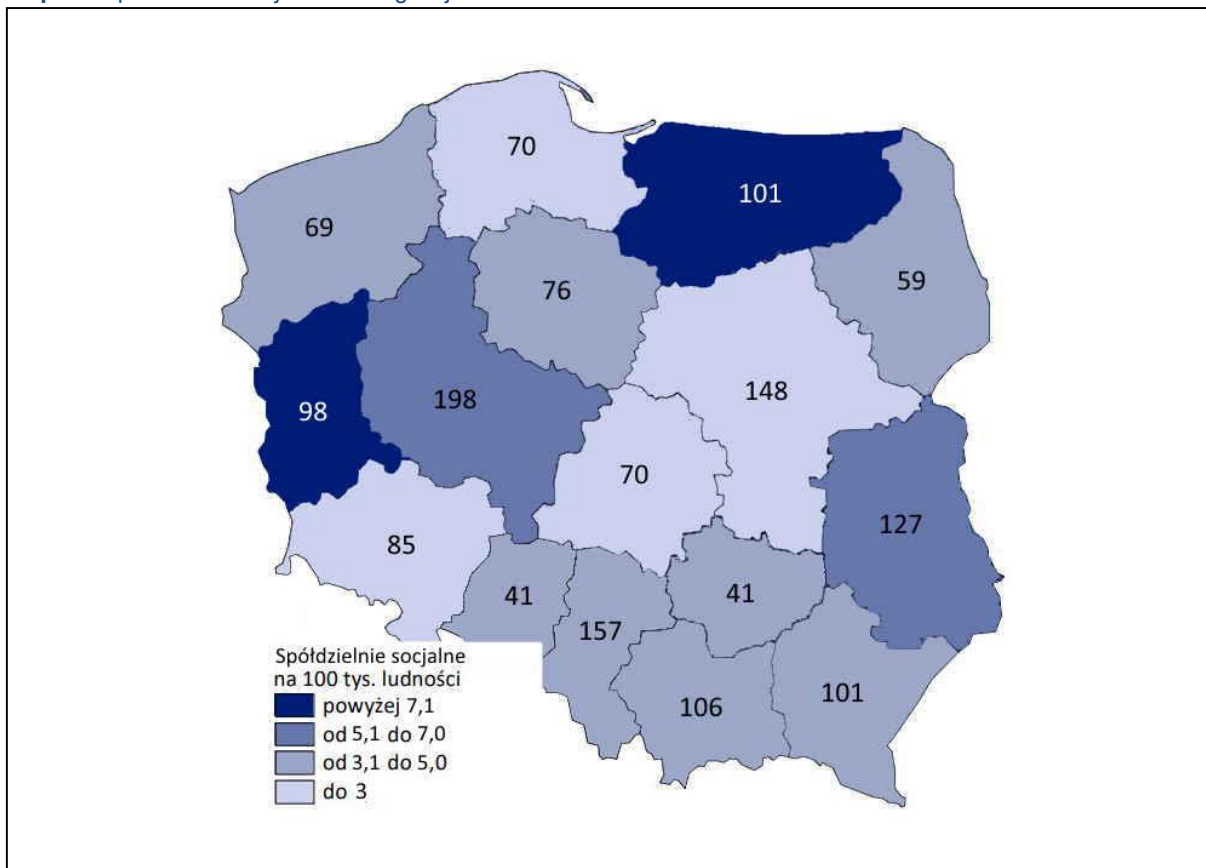 70
101
69
59
76
148
198
98
70
127
85
41
41
157
101
106
Spółdzielnie socjalne
na 100 tys. ludności
powyżej 7,1
od 5,1 do 7,0
od 3,1 do 5,0
do 3